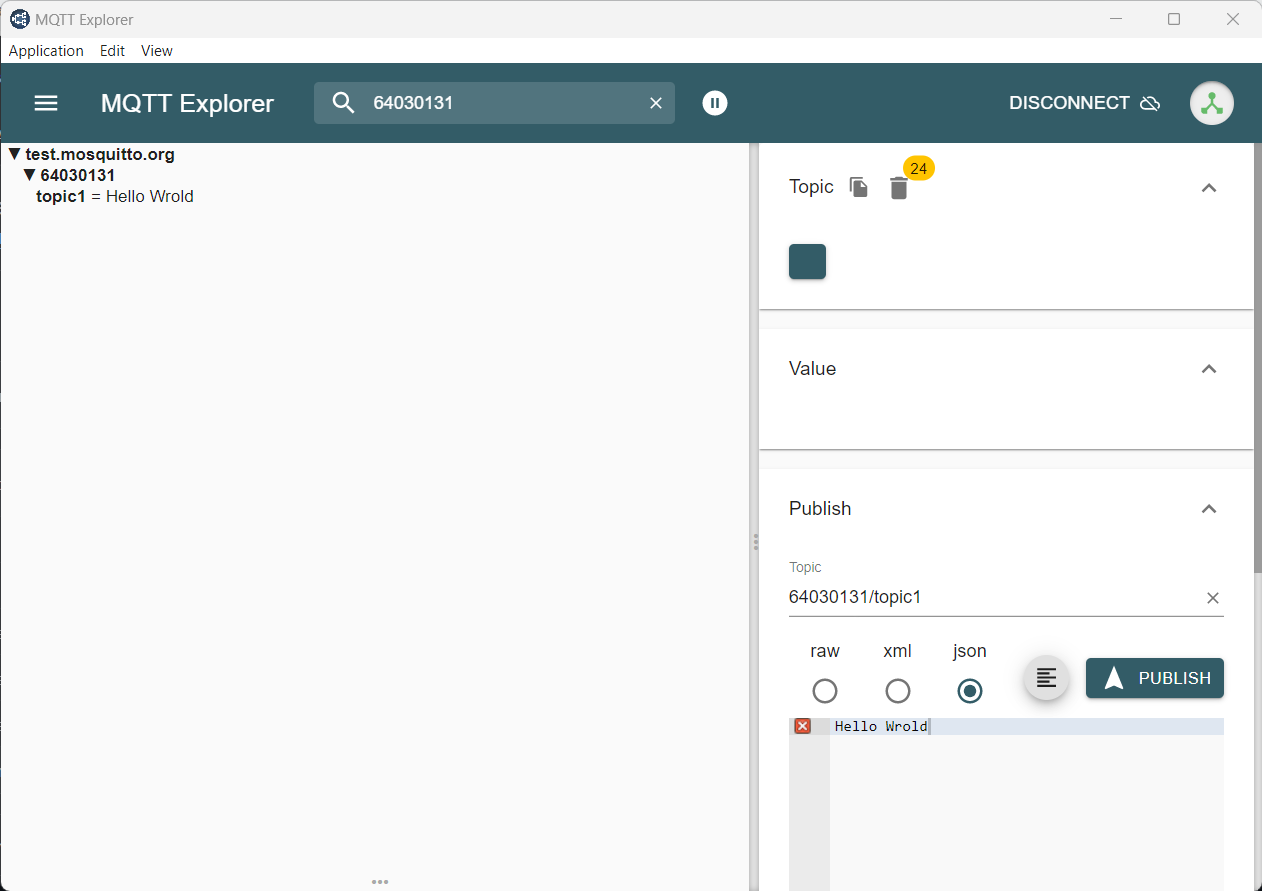 MQTT Explorer
Application Edit View
MQTT Explorer 64030131 DISCONNECT
▼ test.mosquitto.org
▼ 64030131
topic1 = Hello Wrold
Topic 24
Value
Publish
Topic
64030131/topic1
raw xml json
PUBLISH
Hello Wrold